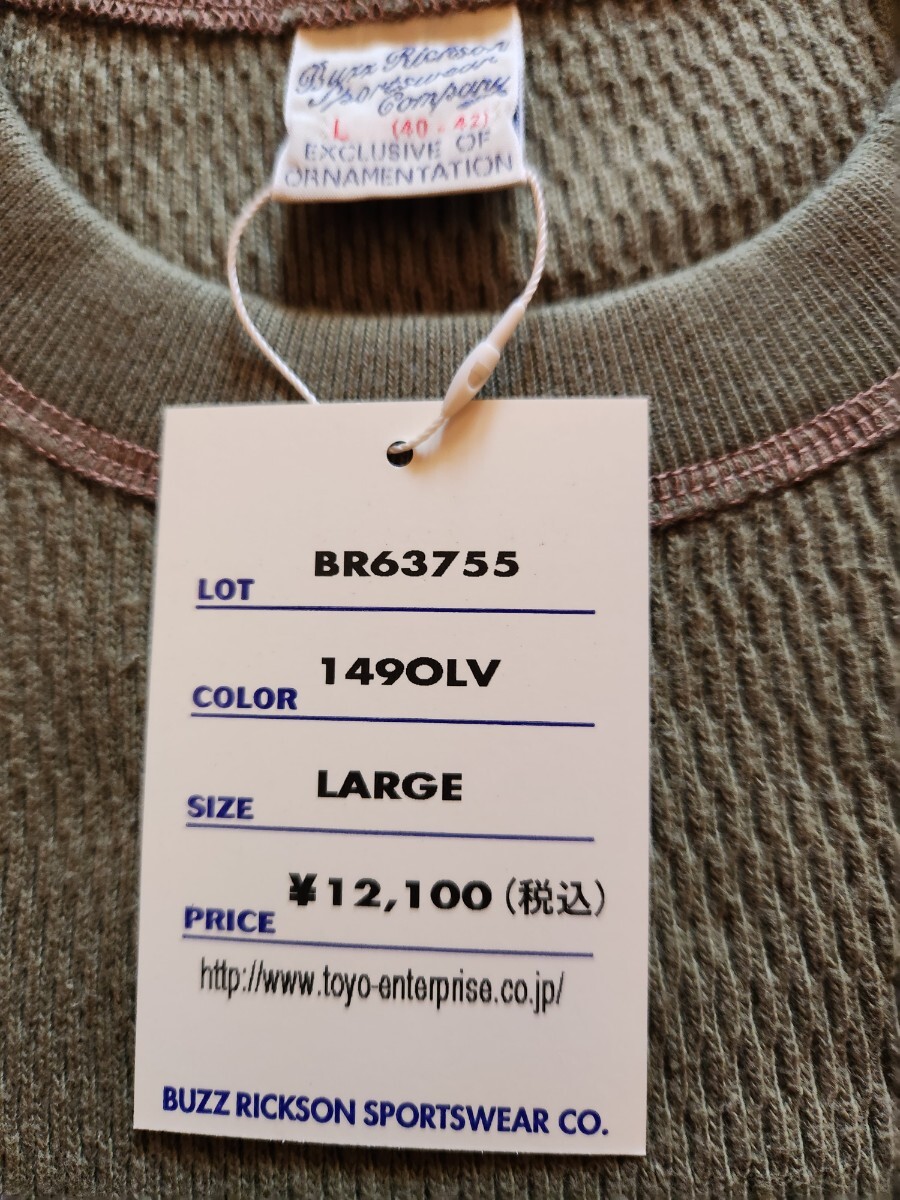 Buzz Rickson
Sportswear
Company
L (40-42)
EXCLUSIVE OF
ORNAMENTATION
LOT BR63755
COLOR 149OLV
SIZE LARGE
PRICE ¥12,100(税込)
http://www.toyo-enterprise.co.jp/
BUZZ RICKSON SPORTSWEAR CO.